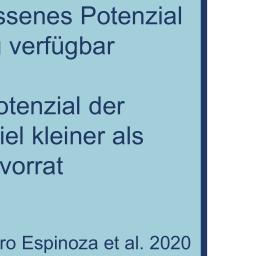 ssenes Potenzial
verfügbar
otenzial der
iel kleiner als
vorrat
ro Espinoza et al. 2020